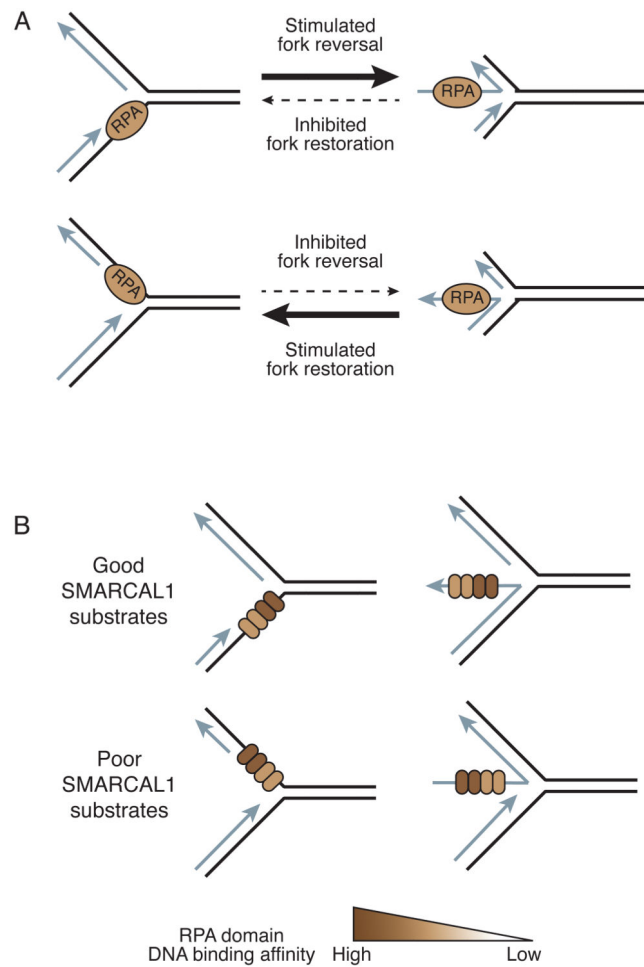 A
Stimulated
fork reversal
RPA
RPA
Inhibited
fork restoration
RPA
Inhibited
fork reversal
RPA
Stimulated
fork restoration
B
Good
SMARCAL1
substrates
Poor
SMARCAL1
substrates
RPA domain
DNA binding affinity
High
Low